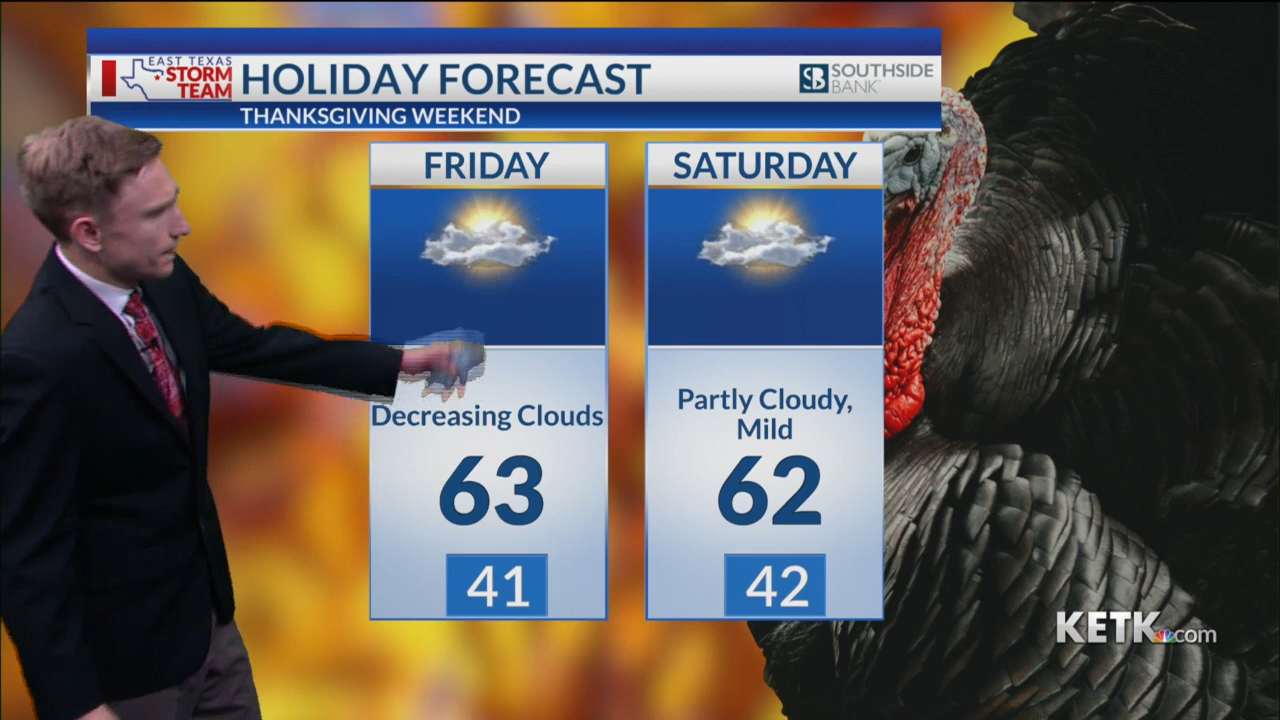 EAST TEXAS
STORM
TEAM
HOLIDAY FORECAST
SB
SOUTHSIDE
BANK
THANKSGIVING WEEKEND
FRIDAY
Decreasing Clouds
63
41
SATURDAY
Partly Cloudy,
Mild
62
42
KETK.com